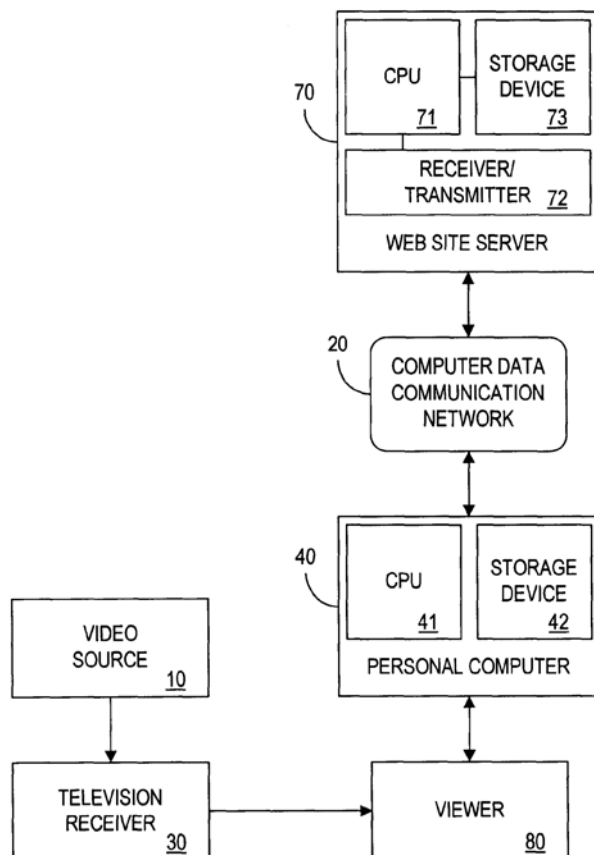 CPU
71
STORAGE
DEVICE
73
70
RECEIVER/
TRANSMITTER
72
WEB SITE SERVER
20
COMPUTER DATA
COMMUNICATION
NETWORK
40
CPU
41
STORAGE
DEVICE
42
PERSONAL COMPUTER
VIDEO
SOURCE
10
TELEVISION
RECEIVER
30
VIEWER
80